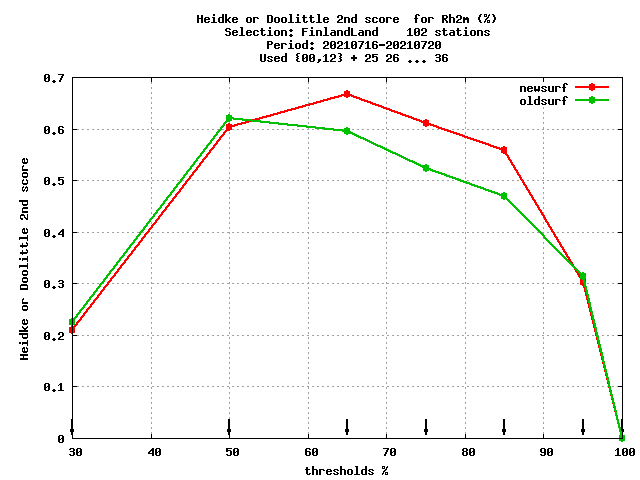 Heidke or Doolittle 2nd score  for Rh2m (%)
Selection: FinlandLand    102 stations
Period: 20210716-20210720
Used {00,12} + 25 26 ... 36
newsurf
oldsurf
0.7
0.6
0.5
0.4
0.3
0.2
0.1
0
Heidke or Doolittle 2nd score
30 40 50 60 70 80 90 100
thresholds %